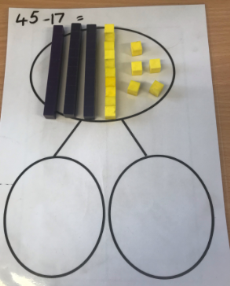 45-17 =